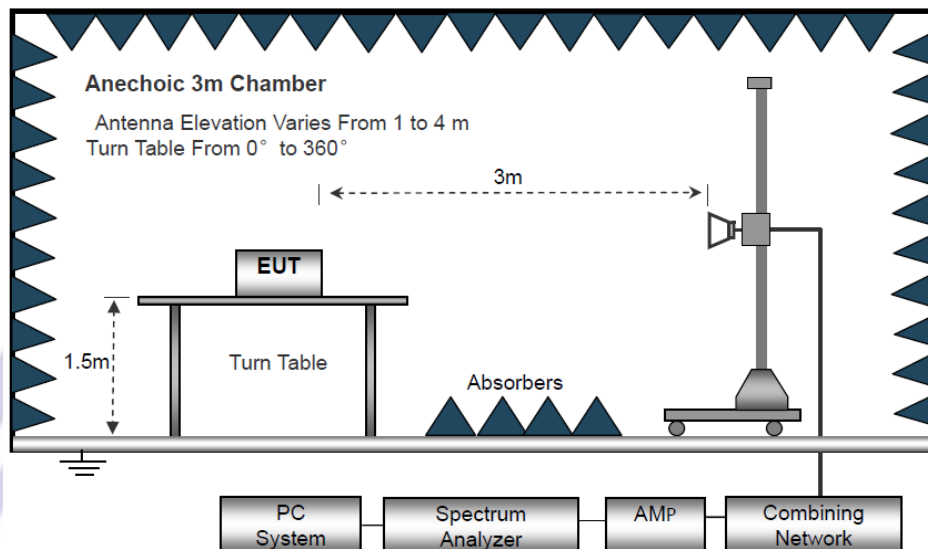 Anechoic 3m Chamber
Antenna Elevation Varies From 1 to 4 m
Turn Table From 0° to 360°
3m
EUT
1.5m
Turn Table
Absorbers
PC
System
Spectrum
Analyzer
AMP
Combining
Network